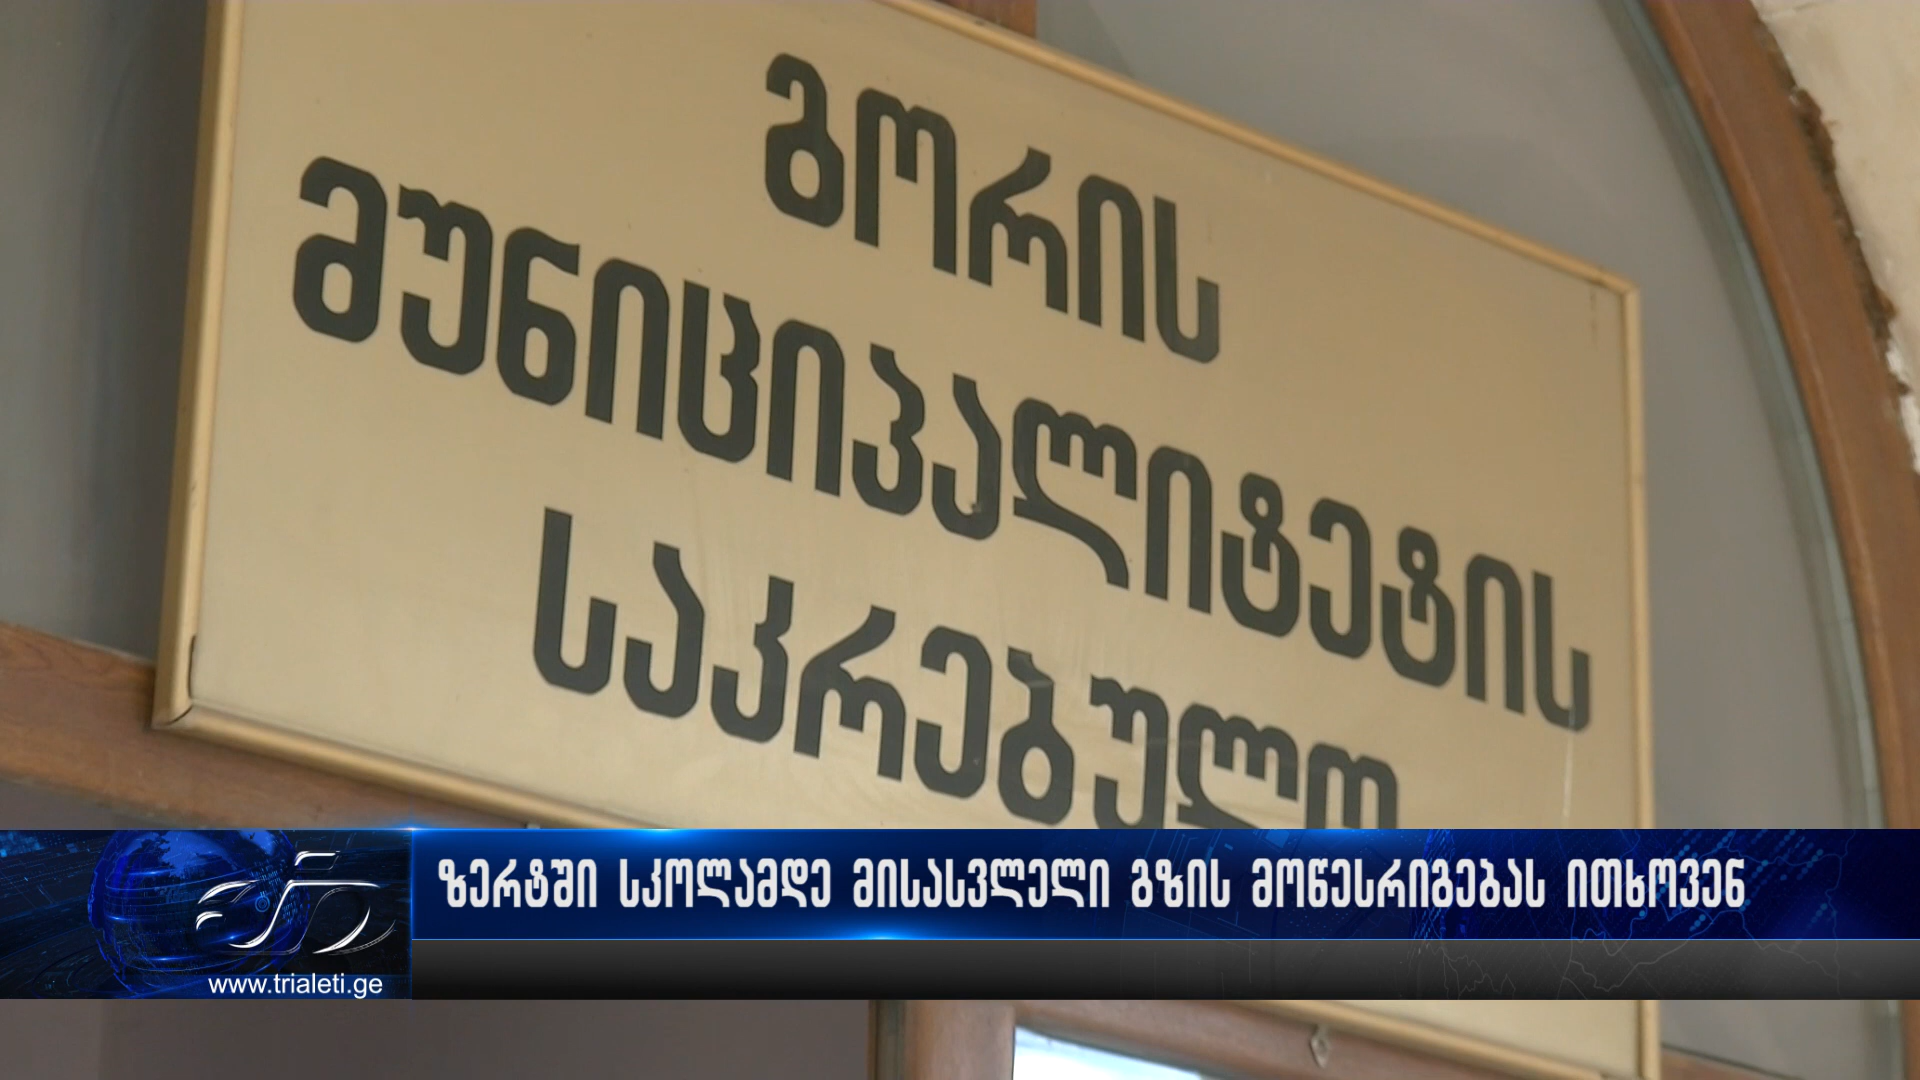 გორის
მუნიციპალიტეტის
საკრებულო
ზერტში სკოლამდე მისასვლელი გზის მოწესრიგებას ითხოვენ
www.trialeti.ge